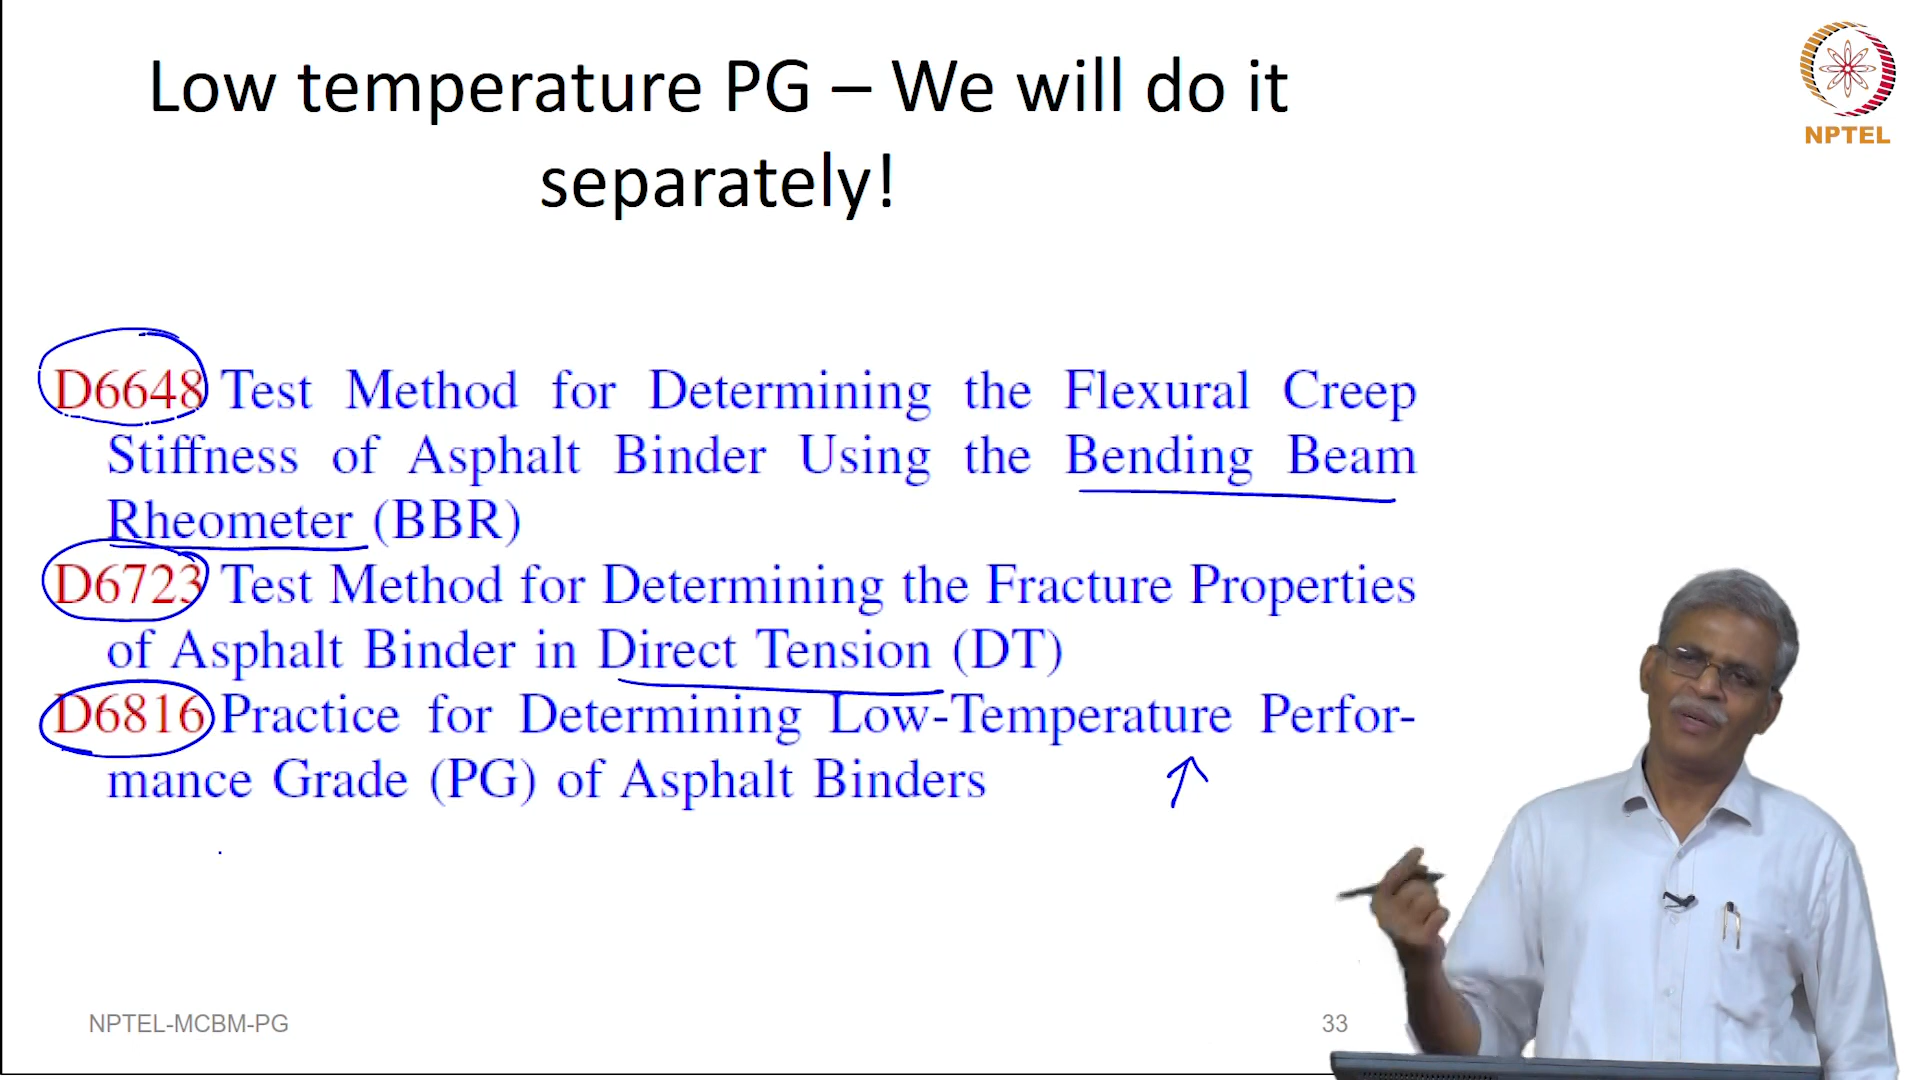 Low temperature PG – We will do it
separately!
NPTEL
D6648 Test Method for Determining the Flexural Creep
Stiffness of Asphalt Binder Using the Bending Beam
Rheometer (BBR)
D6723 Test Method for Determining the Fracture Properties
of Asphalt Binder in Direct Tension (DT)
D6816 Practice for Determining Low-Temperature Perfor-
mance Grade (PG) of Asphalt Binders
NPTEL-MCBM-PG
33